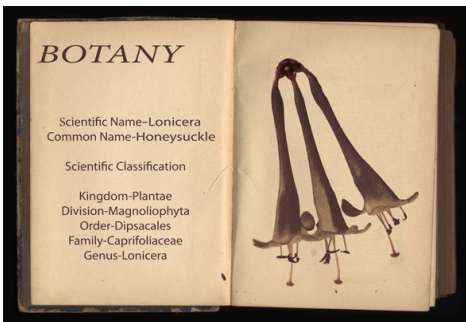 BOTANY
Scientific Name–Lonicera
Common Name-Honeysuckle
Scientific Classification
Kingdom-Plantae
Division-Magnoliophyta
Order-Dipsacales
Family-Caprifoliaceae
Genus-Lonicera